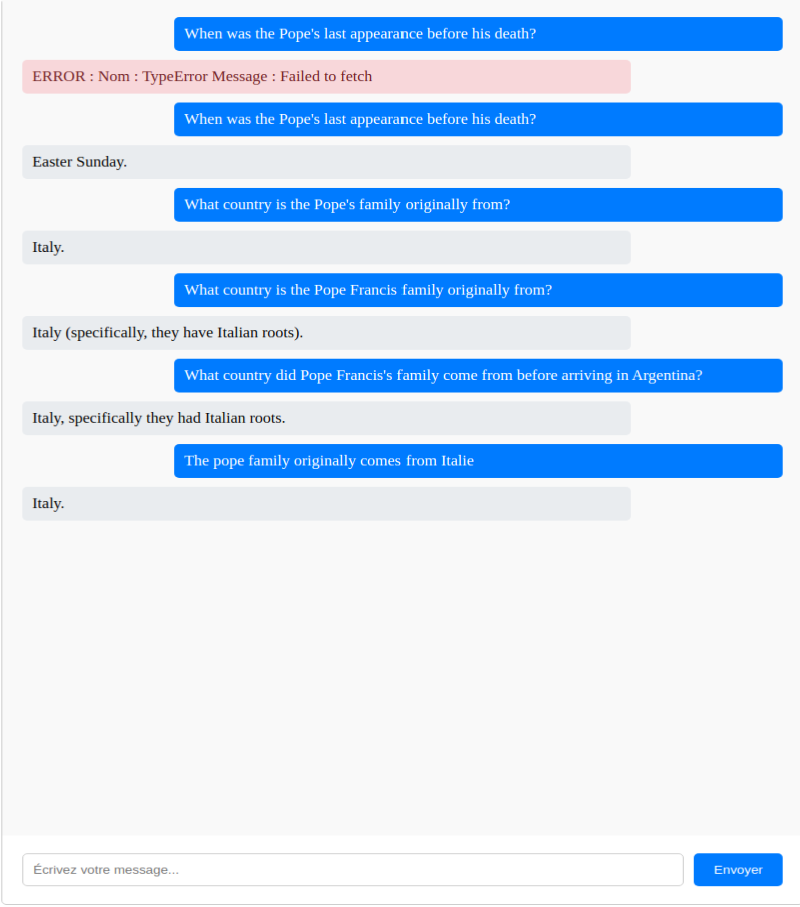 When was the Pope's last appearance before his death?
ERROR : Nom : TypeError Message : Failed to fetch
When was the Pope's last appearance before his death?
Easter Sunday.
What country is the Pope's family originally from?
Italy.
What country is the Pope Francis family originally from?
Italy (specifically, they have Italian roots).
What country did Pope Francis's family come from before arriving in Argentina?
Italy, specifically they had Italian roots.
The pope family originally comes from Italie
Italy.
Écrivez votre message...
Envoyer